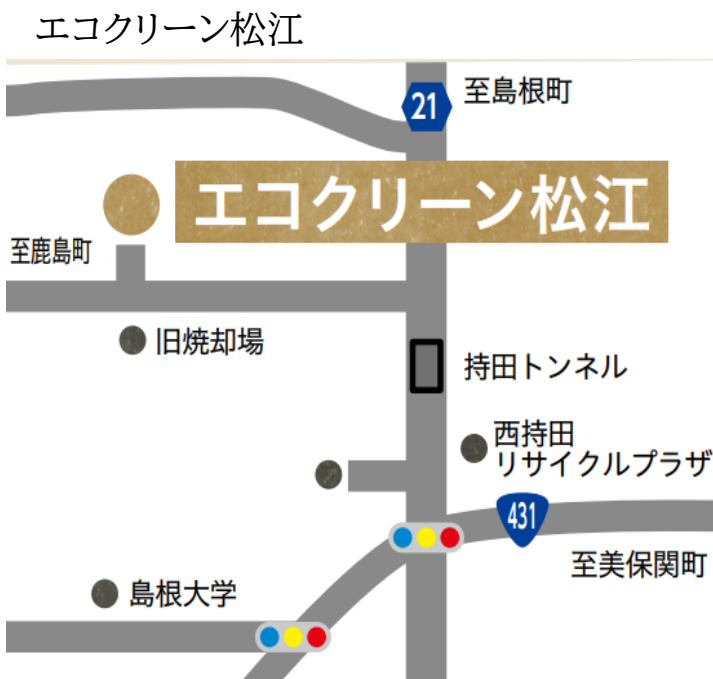 エコクリーン松江
21
至島根町
エコクリーン松江
至鹿島町
旧焼却場
持田トンネル
西持田
リサイクルプラザ
431
至美保関町
島根大学